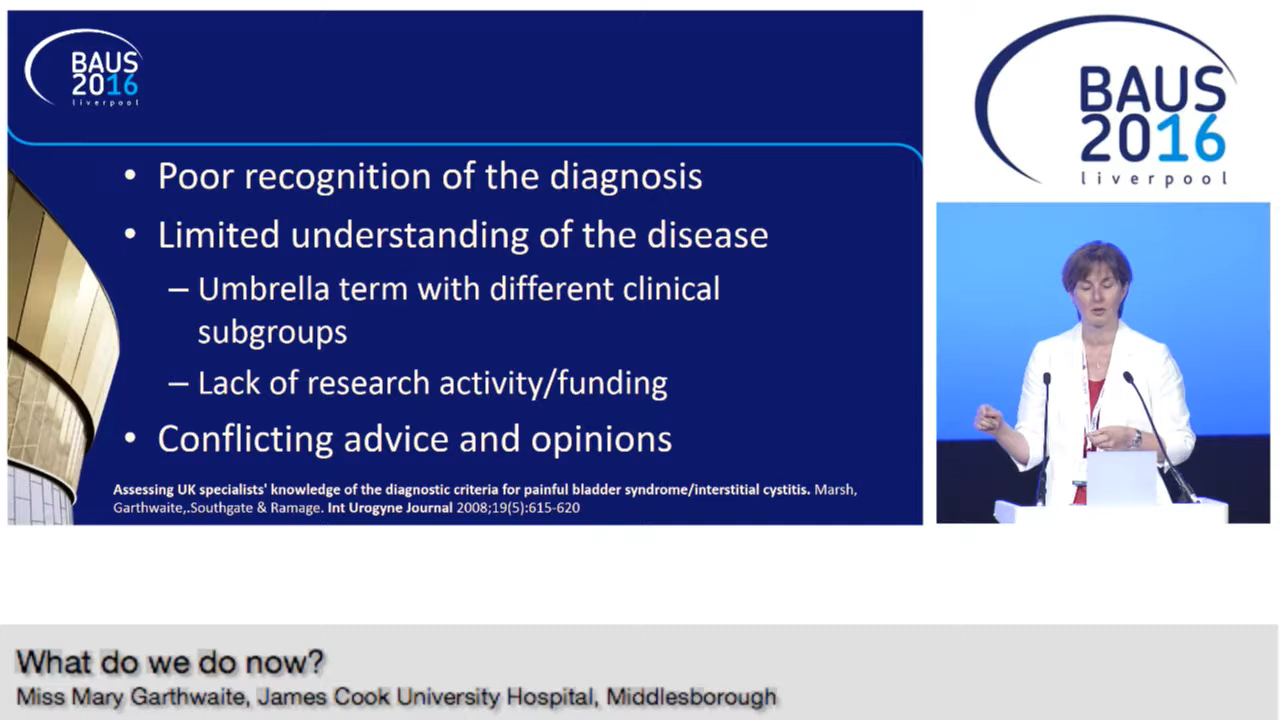 BAUS
2016
liverpool
• Poor recognition of the diagnosis
• Limited understanding of the disease
– Umbrella term with different clinical
subgroups
– Lack of research activity/funding
• Conflicting advice and opinions
Assessing UK specialists' knowledge of the diagnostic criteria for painful bladder syndrome/interstitial cystitis. Marsh,
Garthwaite,.Southgate & Ramage. Int Urogyne Journal 2008;19(5):615-620
BAUS
2016
liverpool
What do we do now?
Miss Mary Garthwaite, James Cook University Hospital, Middlesborough